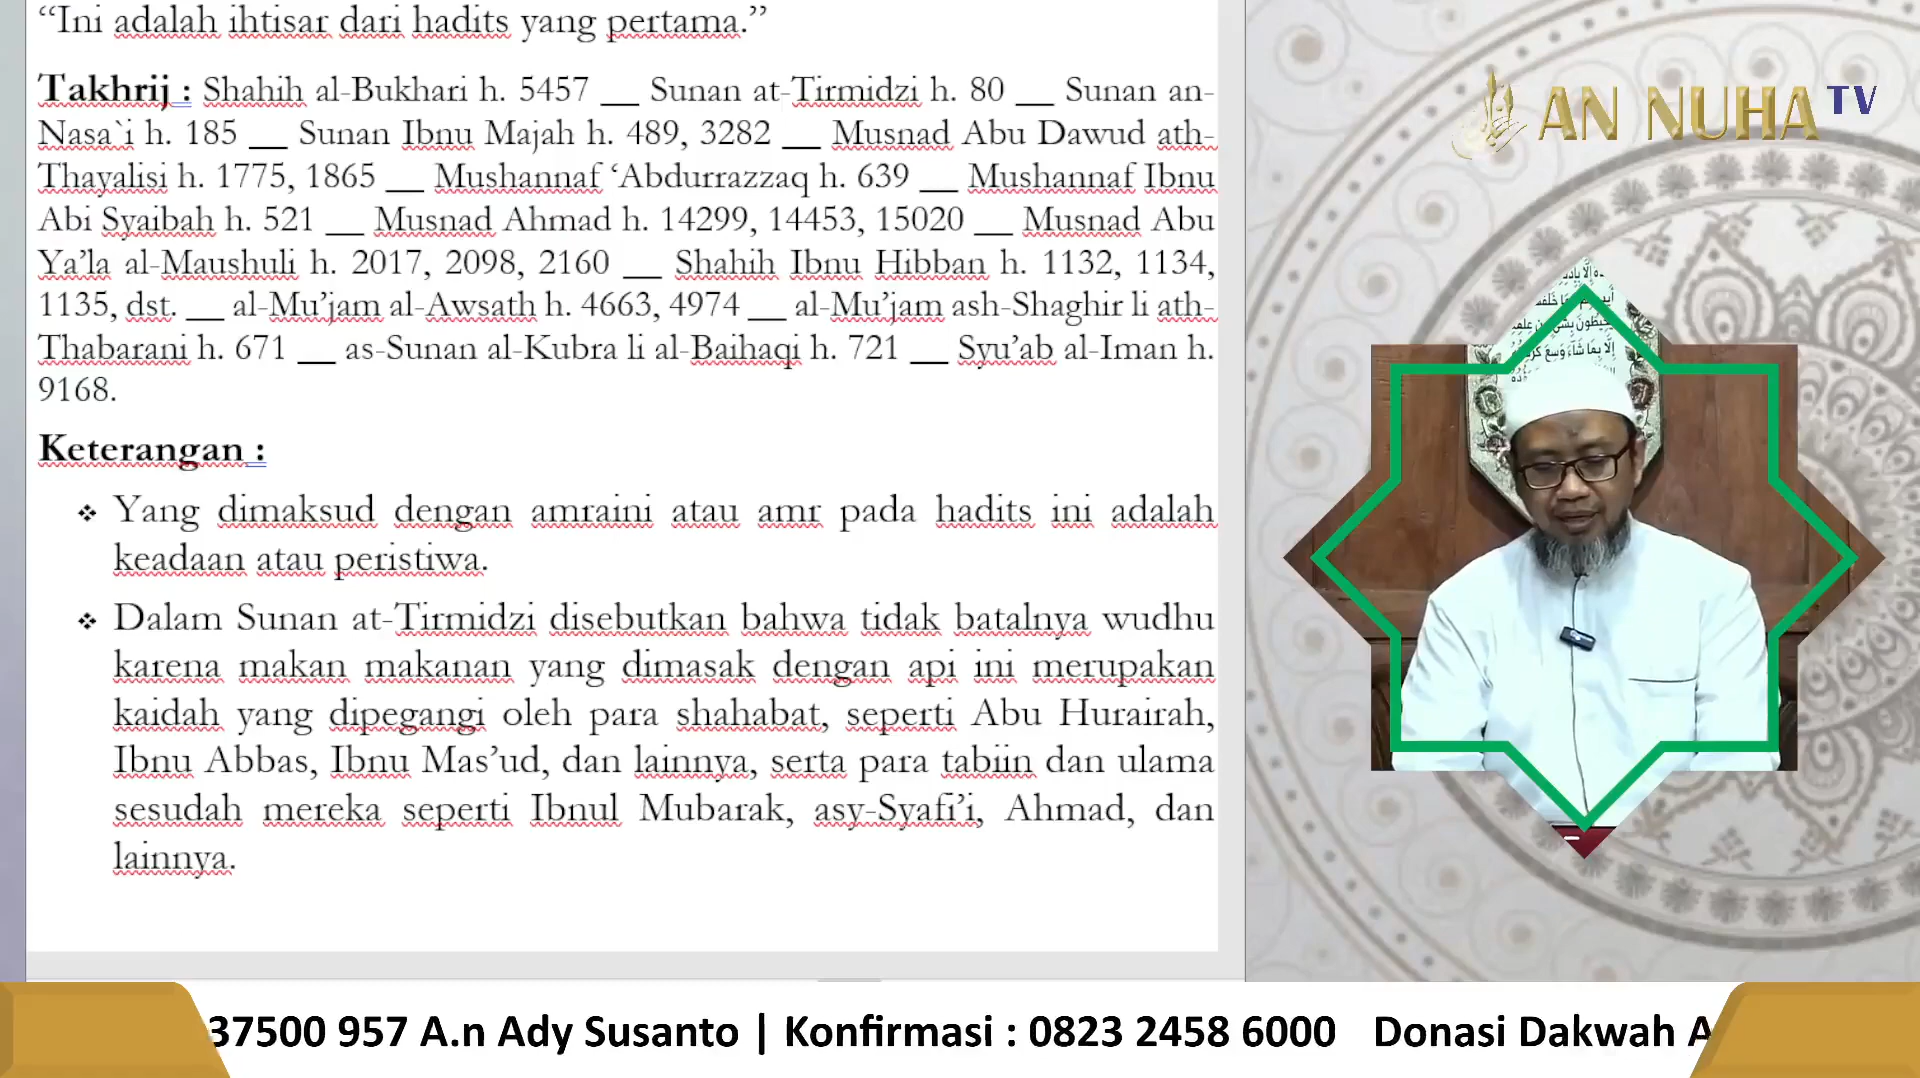 “Ini adalah ihtisar dari hadits yang pertama.”
Takhrij : Shahih al-Bukhari h. 5457 __ Sunan at-Tirmidzi h. 80 __ Sunan an-
Nasa`i h. 185 __ Sunan Ibnu Majah h. 489, 3282 __ Musnad Abu Dawud ath-
Thayalisi h. 1775, 1865 __ Mushannaf ‘Abdurrazzaq h. 639 __ Mushannaf Ibnu
Abi Syaibah h. 521 __ Musnad Ahmad h. 14299, 14453, 15020 __ Musnad Abu
Ya’la al-Maushuli h. 2017, 2098, 2160 __ Shahih Ibnu Hibban h. 1132, 1134,
1135, dst. __ al-Mu’jam al-Awsath h. 4663, 4974 __ al-Mu’jam ash-Shaghir li ath-
Thabarani h. 671 __ as-Sunan al-Kubra li al-Baihaqi h. 721 __ Syu’ab al-Iman h.
9168.
Keterangan :
❖ Yang dimaksud dengan amraini atau amr pada hadits ini adalah
keadaan atau peristiwa.
❖ Dalam Sunan at-Tirmidzi disebutkan bahwa tidak batalnya wudhu
karena makan makanan yang dimasak dengan api ini merupakan
kaidah yang dipegangi oleh para shahabat, seperti Abu Hurairah,
Ibnu Abbas, Ibnu Mas’ud, dan lainnya, serta para tabiin dan ulama
sesudah mereka seperti Ibnul Mubarak, asy-Syafi’i, Ahmad, dan
lainnya.
AN NUHA TV
إلا بما شاء وسع
37500 957 A.n Ady Susanto | Konfirmasi : 0823 2458 6000 Donasi Dakwah A